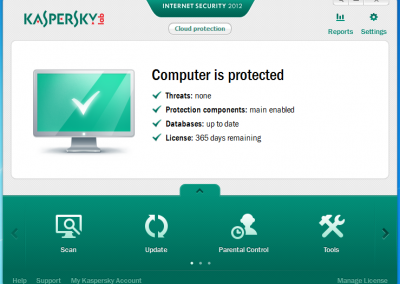 INTERNET SECURITY 2012
KASPERSKY lab
Cloud protection
Reports
Settings
Computer is protected
Threats: none
Protection components: main enabled
Databases: up to date
License: 365 days remaining
Scan
Update
Parental Control
Tools
Help
Support
My Kaspersky Account
Manage License